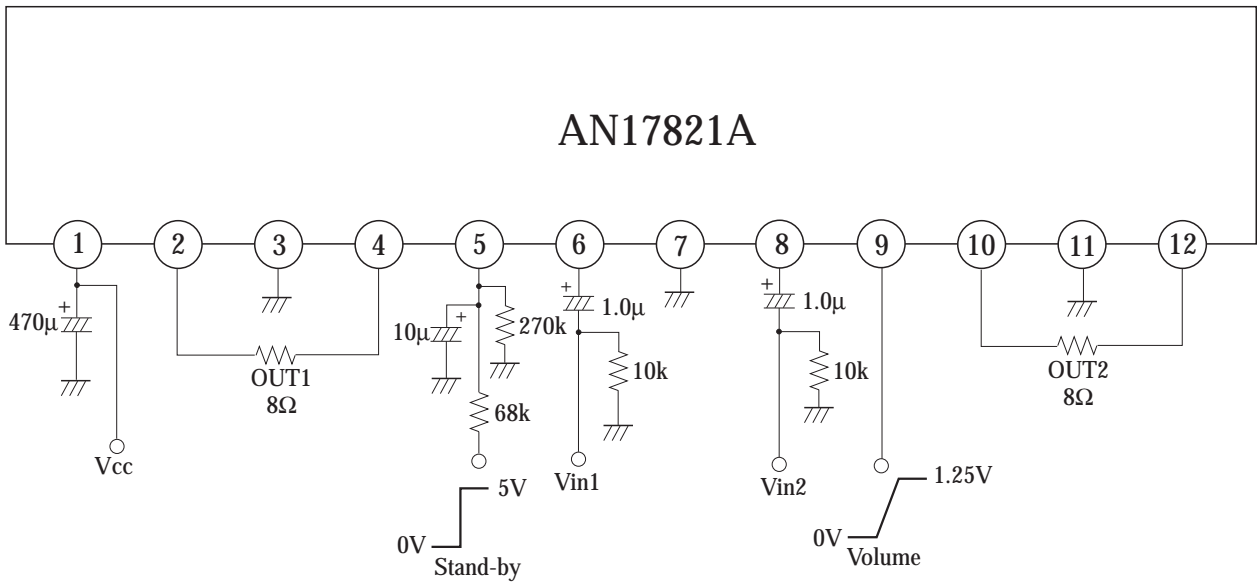 AN17821A
1 2 3 4 5 6 7 8 9 10 11 12
+
470μ
Vcc
OUT1
8Ω
10μ
+
270k
68k
5V
0V
Stand-by
+
1.0μ
10k
Vin1
+
1.0μ
10k
Vin2
1.25V
0V
Volume
OUT2
8Ω